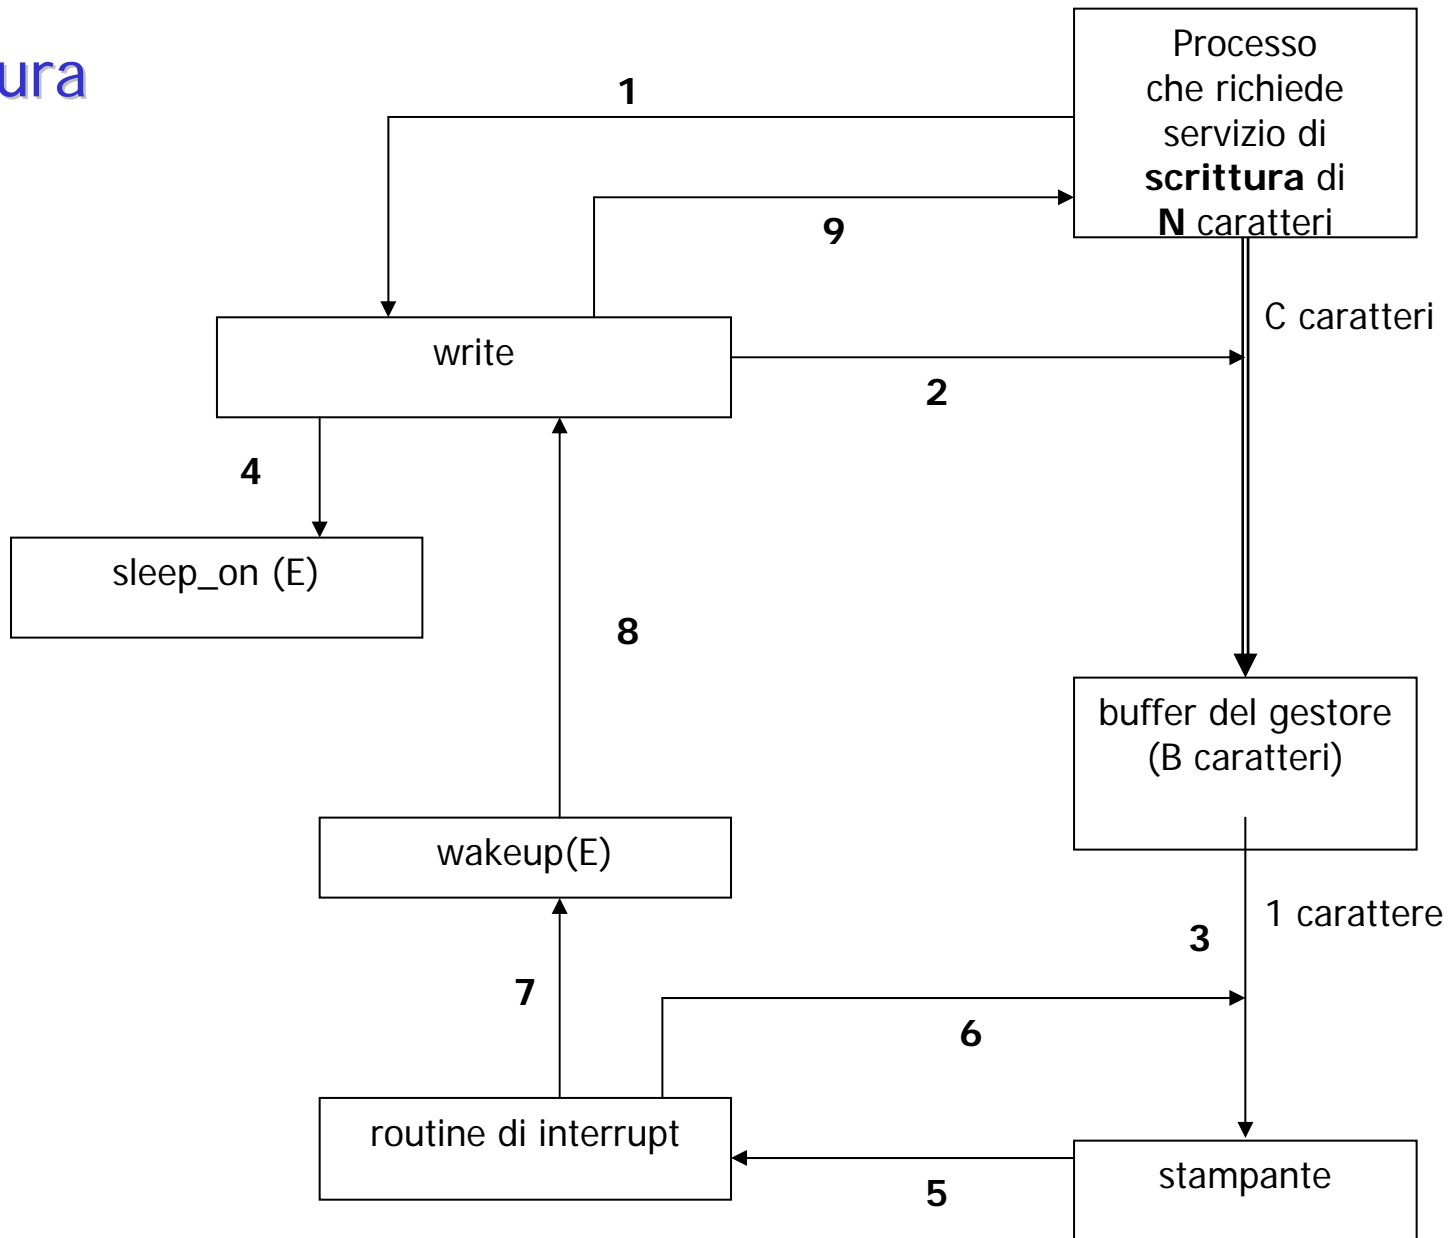 ura
1
Processo
che richiede
servizio di
scrittura di
N caratteri
9
C caratteri
write
2
4
sleep_on (E)
8
buffer del gestore
(B caratteri)
wakeup(E)
1 carattere
3
7
6
routine di interrupt
stampante
5